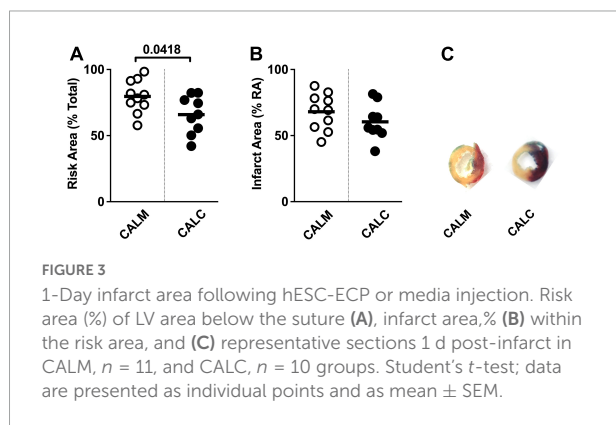 A
0.0418
Risk Area (% Total)
100
50
0
CALM
CALC
B
Infarct Area (% RA)
100
50
0
CALM
CALC
C
CALM
CALC
FIGURE 3
1-Day infarct area following hESC-ECP or media injection. Risk
area (%) of LV area below the suture (A), infarct area,% (B) within
the risk area, and (C) representative sections 1 d post-infarct in
CALM, n = 11, and CALC, n = 10 groups. Student’s t-test; data
are presented as individual points and as mean ± SEM.